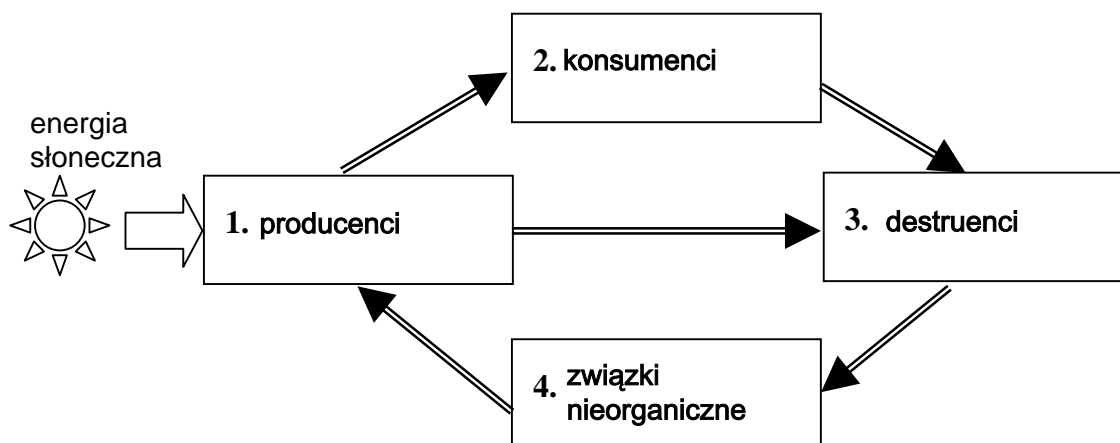 energia
słoneczna
1. producenci
2. konsumenci
3. destruenci
4. związki
nieorganiczne